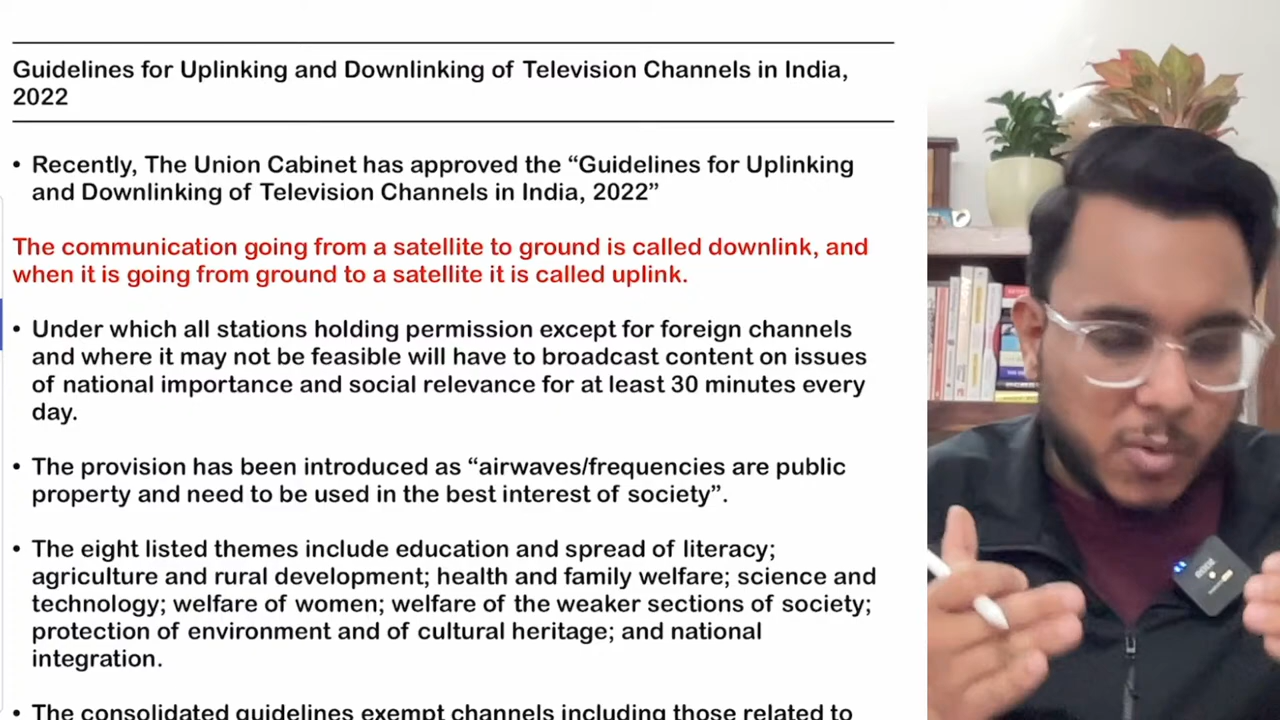 Guidelines for Uplinking and Downlinking of Television Channels in India,
2022
• Recently, The Union Cabinet has approved the “Guidelines for Uplinking
and Downlinking of Television Channels in India, 2022”
The communication going from a satellite to ground is called downlink, and
when it is going from ground to a satellite it is called uplink.
• Under which all stations holding permission except for foreign channels
and where it may not be feasible will have to broadcast content on issues
of national importance and social relevance for at least 30 minutes every
day.
• The provision has been introduced as “airwaves/frequencies are public
property and need to be used in the best interest of society”.
• The eight listed themes include education and spread of literacy;
agriculture and rural development; health and family welfare; science and
technology; welfare of women; welfare of the weaker sections of society;
protection of environment and of cultural heritage; and national
integration.
• The consolidated guidelines exempt channels including those related to